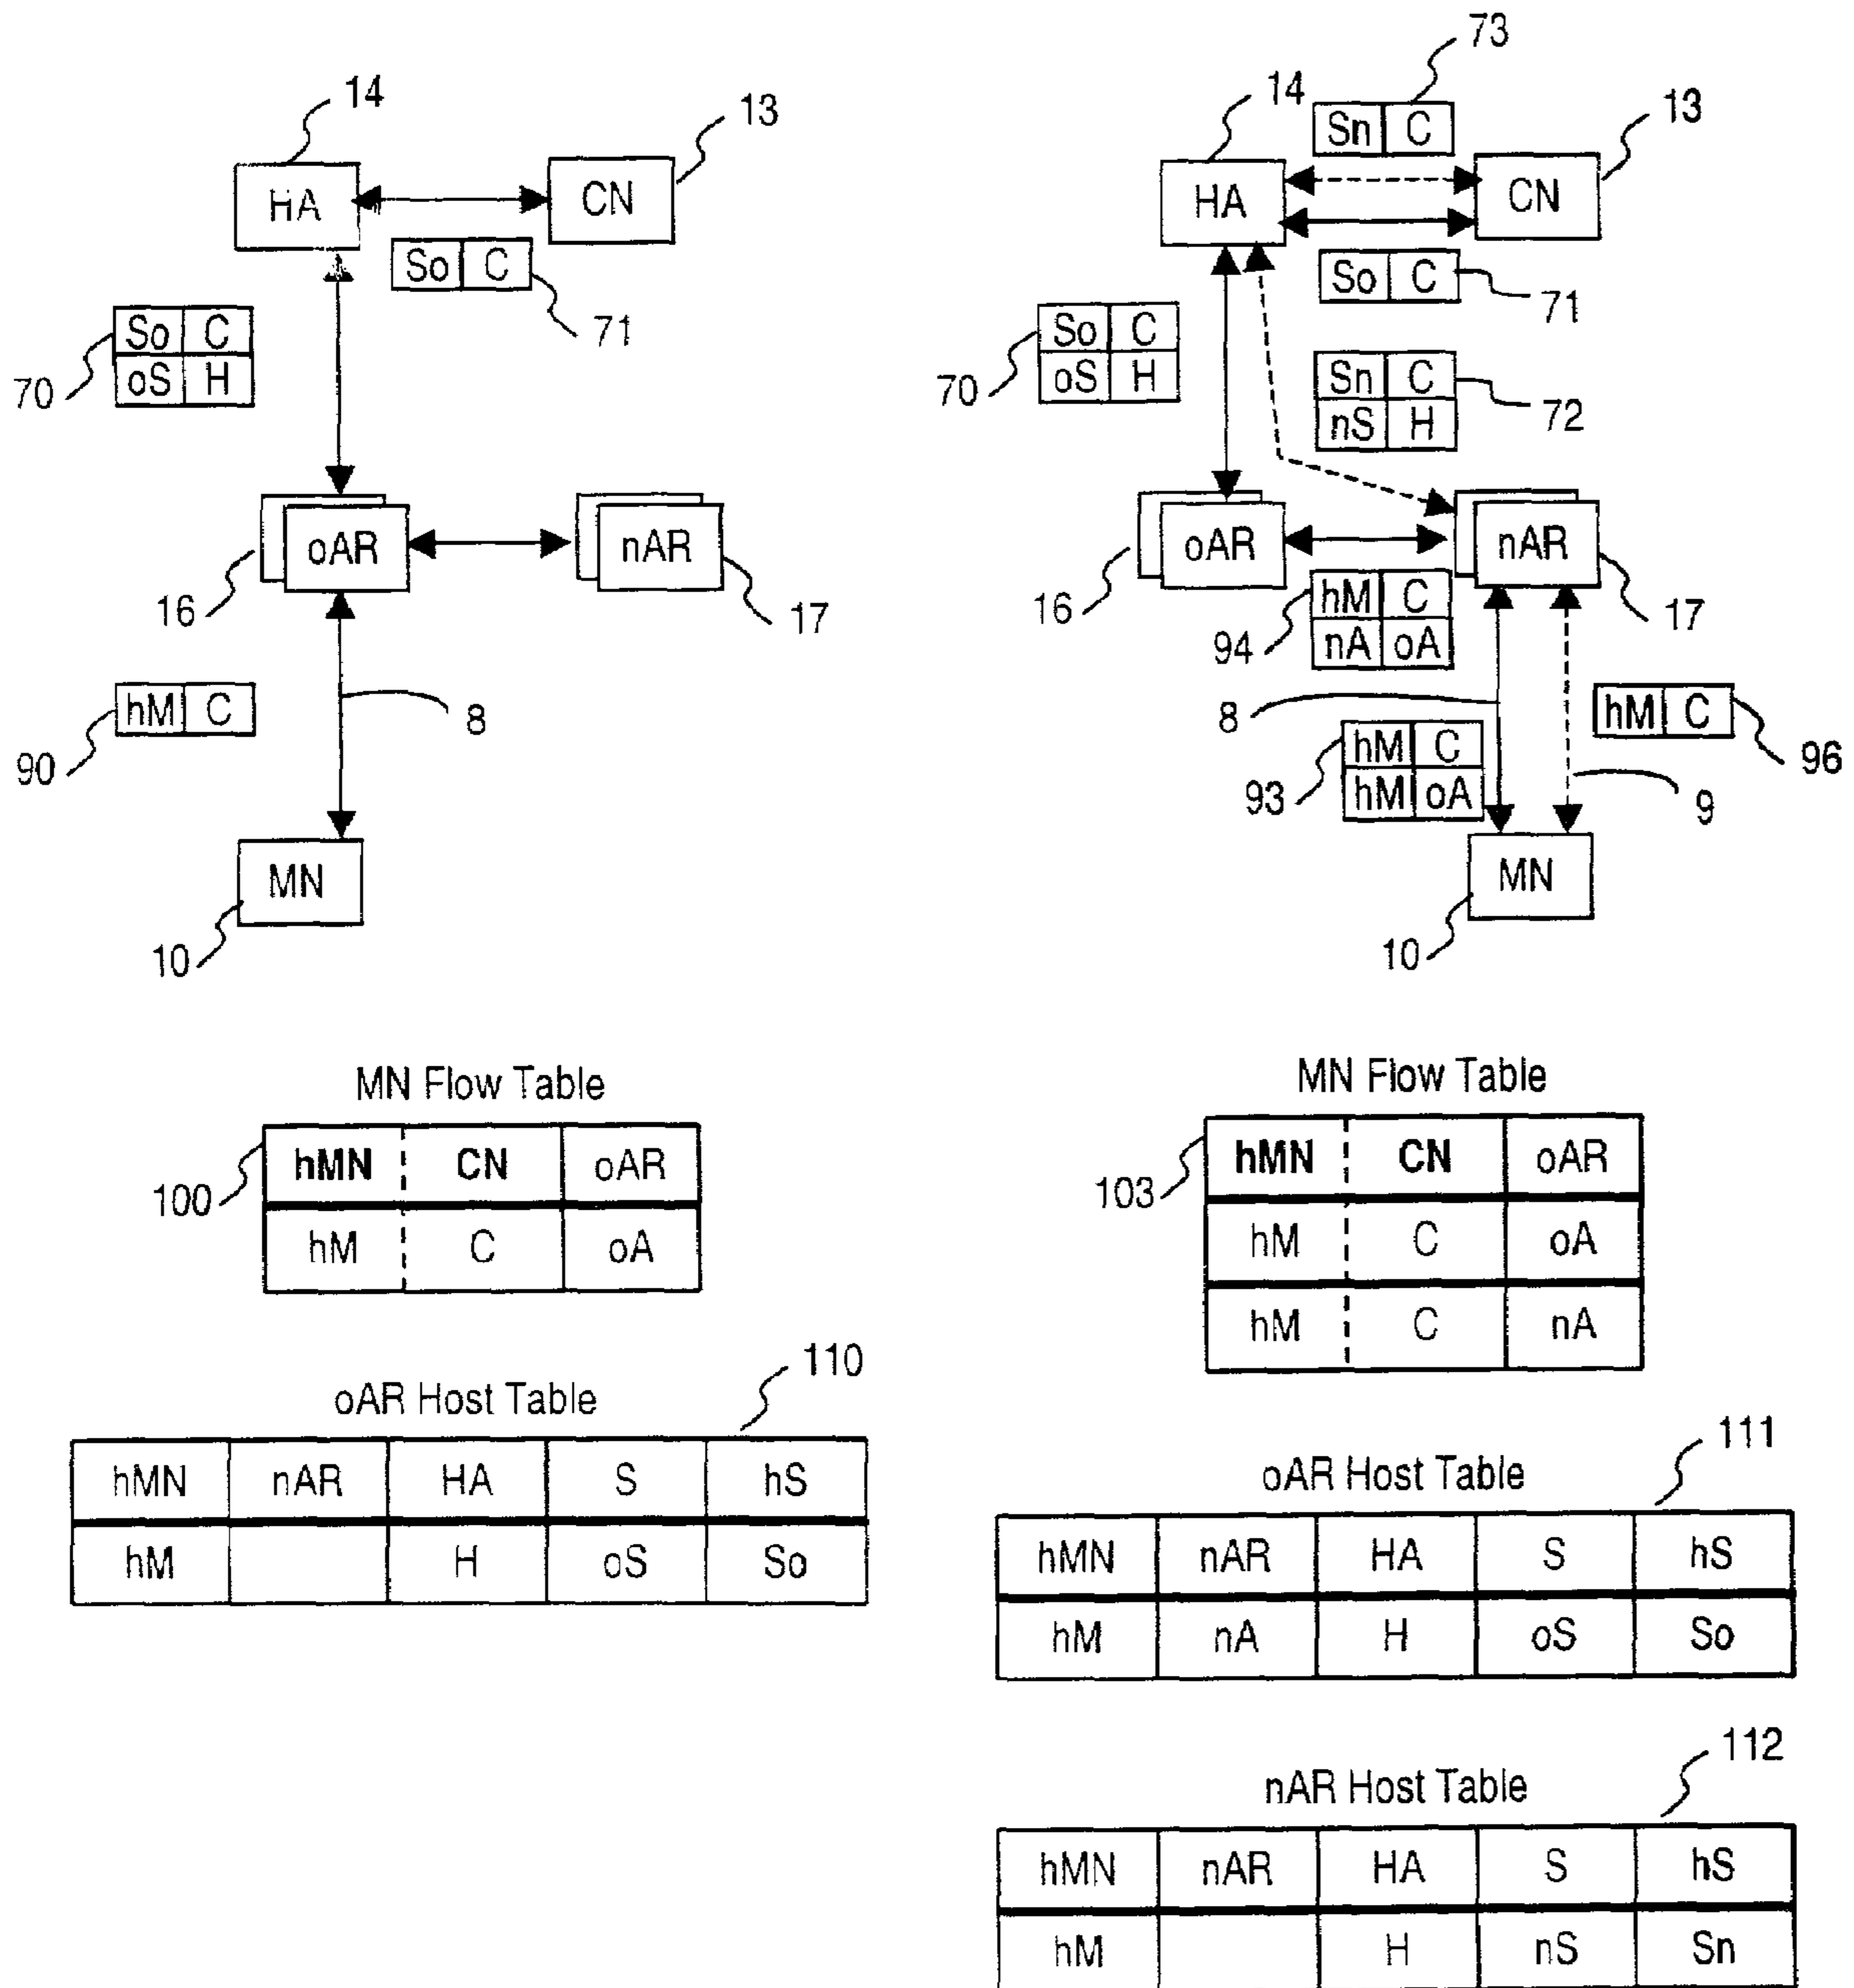 14
13
HA
CN
So C
71
So C
oS H
70
oAR
nAR
16
17
hM C
90
8
MN
10
MN Flow Table
100
hMN CN oAR
hM C oA
oAR Host Table
110
hMN nAR HA S hS
hM H oS So
73
14
Sn C
13
HA
CN
So C
71
So C
oS H
70
Sn C
nS H
72
oAR
nAR
16
17
hM C
nA oA
94
8
hM C
96
hM C
hM oA
93
9
MN
10
MN Flow Table
103
hMN CN oAR
hM C oA
hM C nA
oAR Host Table
111
hMN nAR HA S hS
hM nA H oS So
nAR Host Table
112
hMN nAR HA S hS
hM H nS Sn